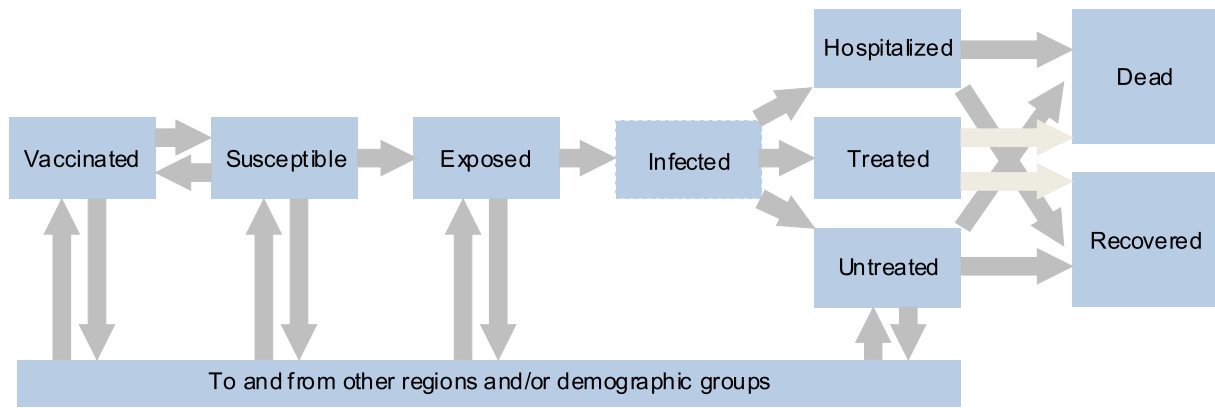 Vaccinated
Susceptible
Exposed
Infected
Hospitalized
Treated
Untreated
Dead
Recovered
To and from other regions and/or demographic groups